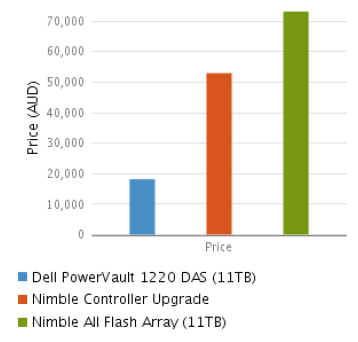 70,000
60,000
50,000
40,000
30,000
20,000
10,000
0
Price (AUD)
Price
Dell PowerVault 1220 DAS (11TB)
Nimble Controller Upgrade
Nimble All Flash Array (11TB)